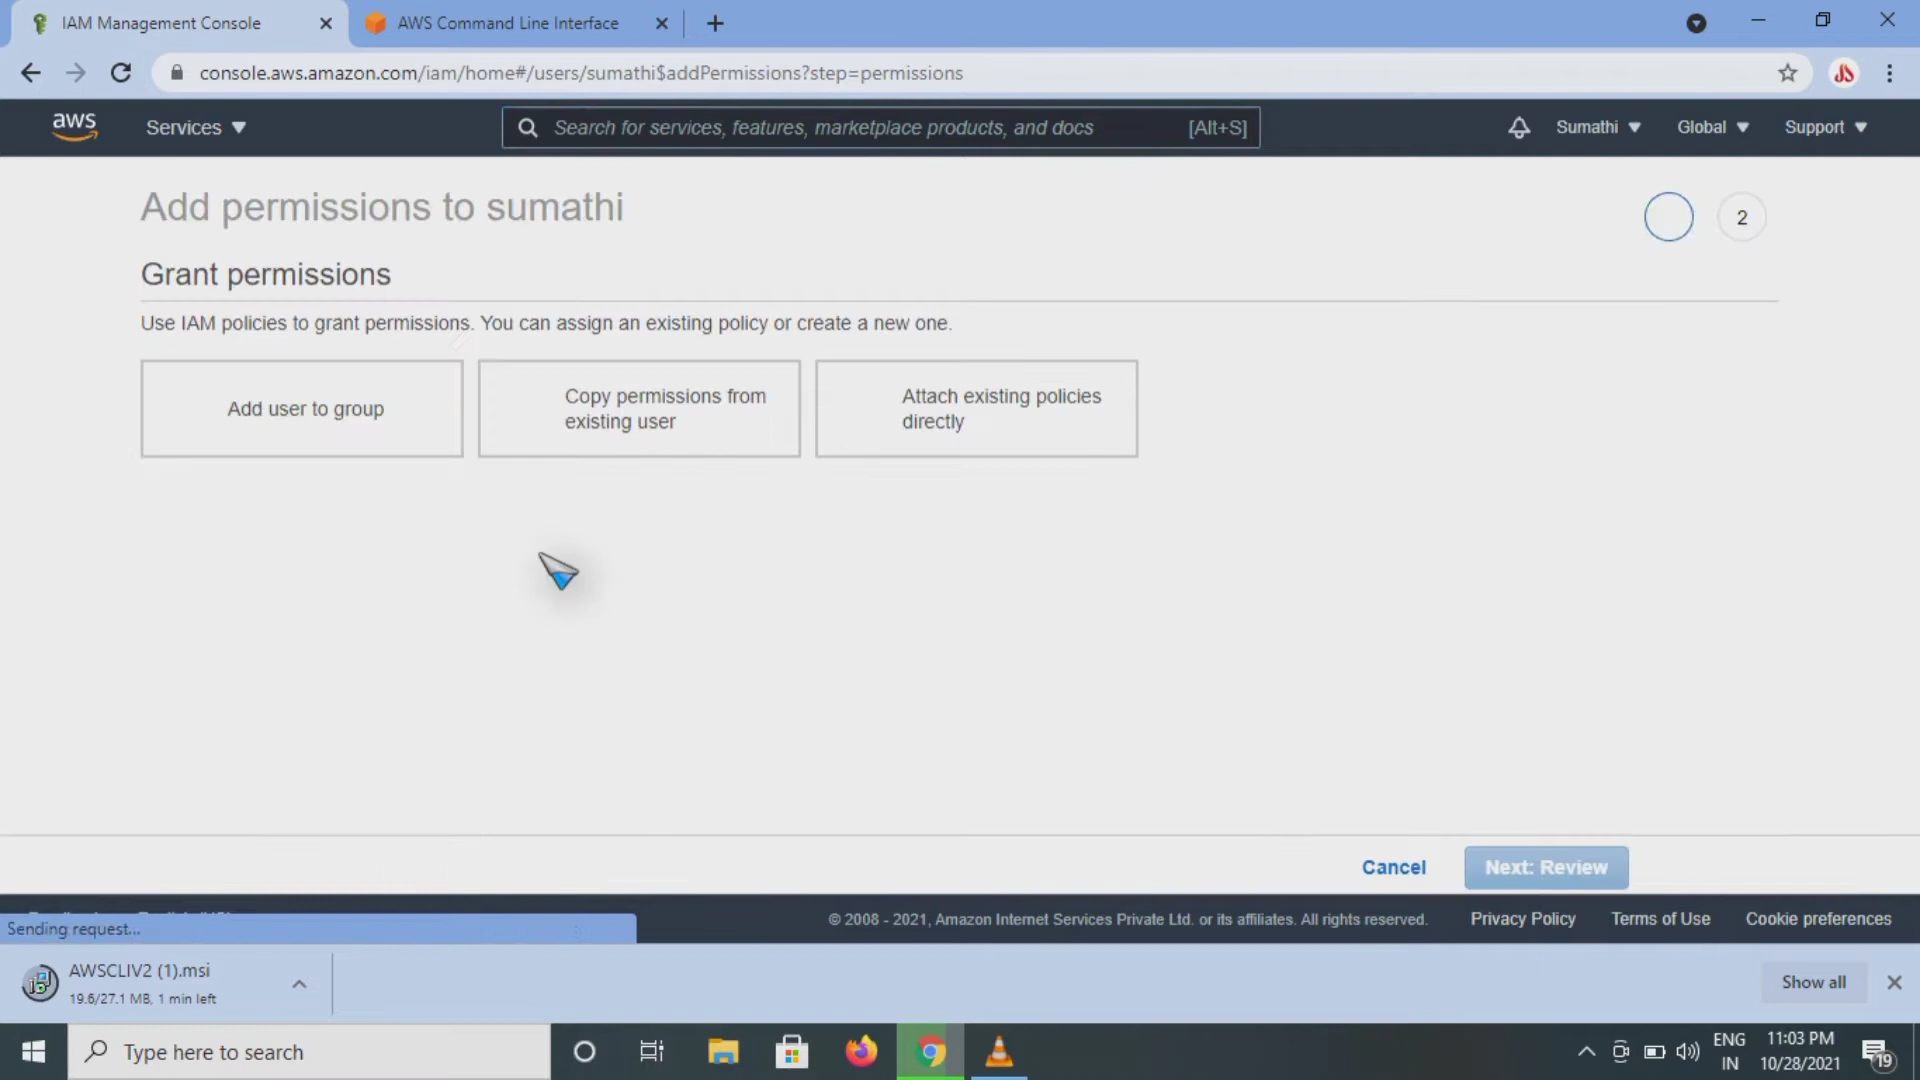 IAM Management Console
AWS Command Line Interface
console.aws.amazon.com/iam/home#/users/sumathi$addPermissions?step=permissions
aws
Services
Search for services, features, marketplace products, and docs
[Alt+S]
Sumathi
Global
Support
Add permissions to sumathi
2
Grant permissions
Use IAM policies to grant permissions. You can assign an existing policy or create a new one.
Add user to group
Copy permissions from
existing user
Attach existing policies
directly
Cancel
Next: Review
Sending request...
© 2008 - 2021, Amazon Internet Services Private Ltd. or its affiliates. All rights reserved.
Privacy Policy
Terms of Use
Cookie preferences
AWSCLIV2 (1).msi
19.6/27.1 MB, 1 min left
Show all
Type here to search
ENG
IN
11:03 PM
10/28/2021
19